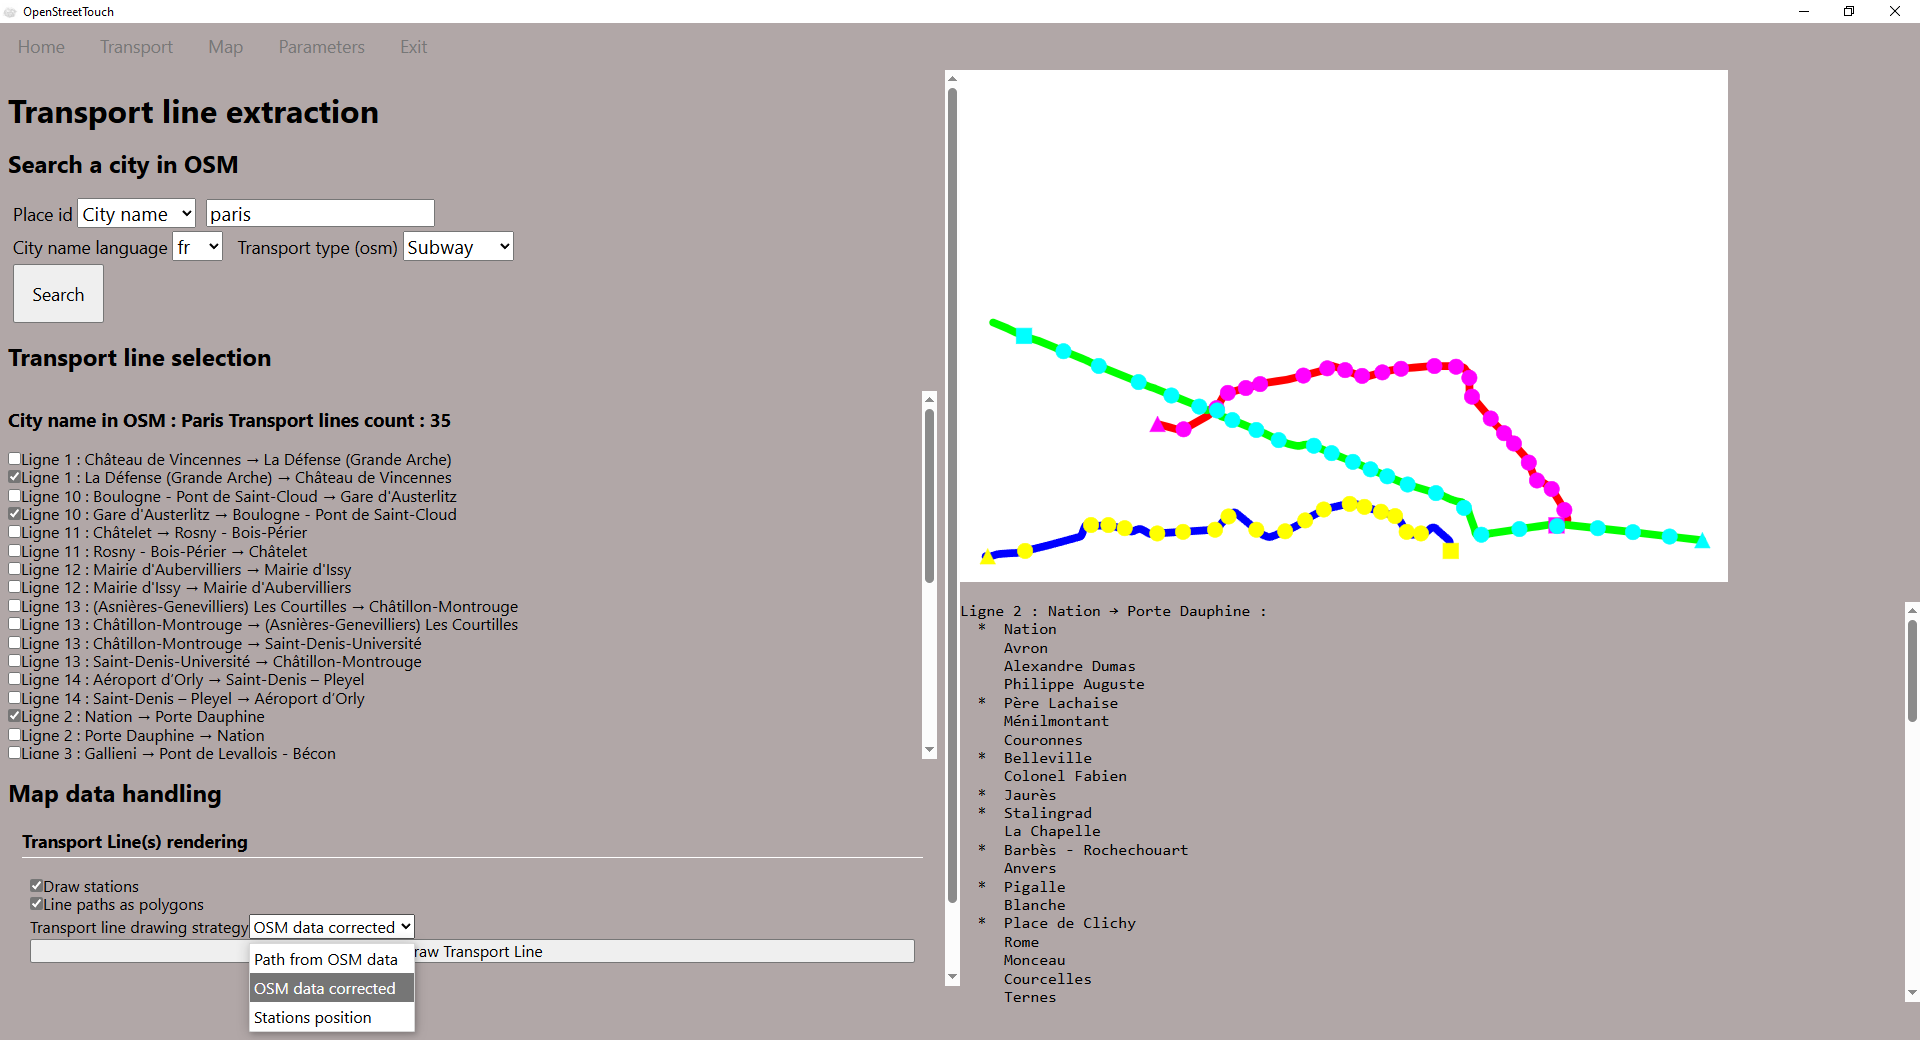 OpenStreetTouch
Home Transport Map Parameters Exit
Transport line extraction
Search a city in OSM
Place id City name paris
City name language fr Transport type (osm) Subway
Search
Transport line selection
City name in OSM : Paris Transport lines count : 35
Ligne 1 : Château de Vincennes → La Défense (Grande Arche)
Ligne 1 : La Défense (Grande Arche) → Château de Vincennes
Ligne 10 : Boulogne - Pont de Saint-Cloud → Gare d'Austerlitz
Ligne 10 : Gare d'Austerlitz → Boulogne - Pont de Saint-Cloud
Ligne 11 : Châtelet → Rosny - Bois-Périer
Ligne 11 : Rosny - Bois-Périer → Châtelet
Ligne 12 : Mairie d'Aubervilliers → Mairie d'Issy
Ligne 12 : Mairie d'Issy → Mairie d'Aubervilliers
Ligne 13 : (Asnières-Genevilliers) Les Courtilles → Châtillon-Montrouge
Ligne 13 : Châtillon-Montrouge → (Asnières-Genevilliers) Les Courtilles
Ligne 13 : Châtillon-Montrouge → Saint-Denis-Université
Ligne 13 : Saint-Denis-Université → Châtillon-Montrouge
Ligne 14 : Aéroport d’Orly → Saint-Denis – Pleyel
Ligne 14 : Saint-Denis – Pleyel → Aéroport d’Orly
Ligne 2 : Nation → Porte Dauphine
Ligne 2 : Porte Dauphine → Nation
Ligne 3 : Gallieni → Pont de Levallois - Bécon
Map data handling
Transport Line(s) rendering
Draw stations
Line paths as polygons
Transport line drawing strategy OSM data corrected
raw Transport Line
Path from OSM data
OSM data corrected
Stations position
Ligne 2 : Nation → Porte Dauphine :
* Nation
Avron
Alexandre Dumas
Philippe Auguste
* Père Lachaise
Ménilmontant
Couronnes
* Belleville
Colonel Fabien
* Jaurès
* Stalingrad
La Chapelle
* Barbès - Rochechouart
Anvers
* Pigalle
Blanche
* Place de Clichy
Rome
Monceau
Courcelles
Ternes